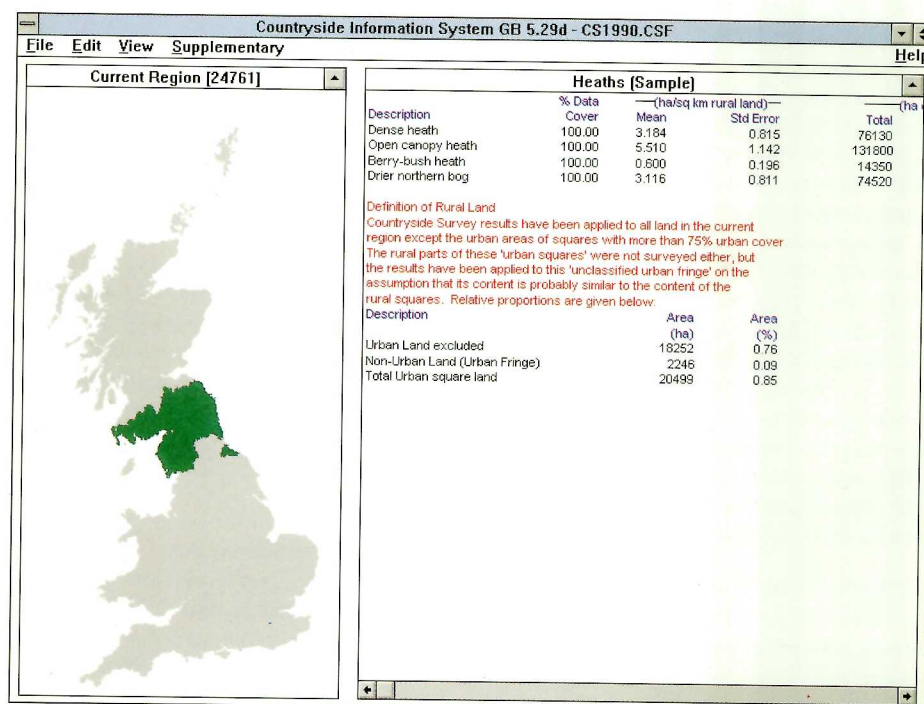 Countryside Information System GB 5.29d - CS1990.CSF
File Edit View Supplementary Help
Current Region [24761]
Heaths [Sample]
% Data (ha/sq km rural land) (ha
Description Cover Mean Std Error Total
Dense heath 100.00 3.184 0.815 76130
Open canopy heath 100.00 5.510 1.142 131800
Berry-bush heath 100.00 0.600 0.196 14350
Drier northern bog 100.00 3.116 0.811 74520
Definition of Rural Land
Countryside Survey results have been applied to all land in the current
region except the urban areas of squares with more than 75% urban cover
The rural parts of these 'urban squares' were not surveyed either, but
the results have been applied to this 'unclassified urban fringe' on the
assumption that its content is probably similar to the content of the
rural squares. Relative proportions are given below.
Description Area Area
(ha) (%)
Urban Land excluded 18252 0.76
Non-Urban Land (Urban Fringe) 2246 0.09
Total Urban square land 20499 0.85